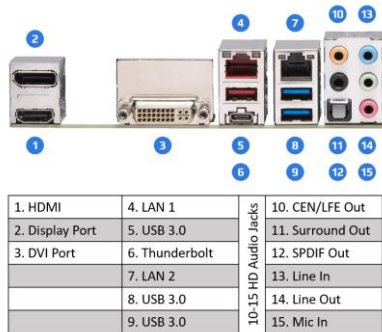 10 13
4 7
2
1 3 5 8 11 14
6 9 12 15
1. HDMI 4. LAN 1 10. CEN/LFE Out
2. Display Port 5. USB 3.0 11. Surround Out
3. DVI Port 6. Thunderbolt 12. SPDIF Out
7. LAN 2 13. Line In
8. USB 3.0 14. Line Out
9. USB 3.0 15. Mic In
10-15 HD Audio Jacks